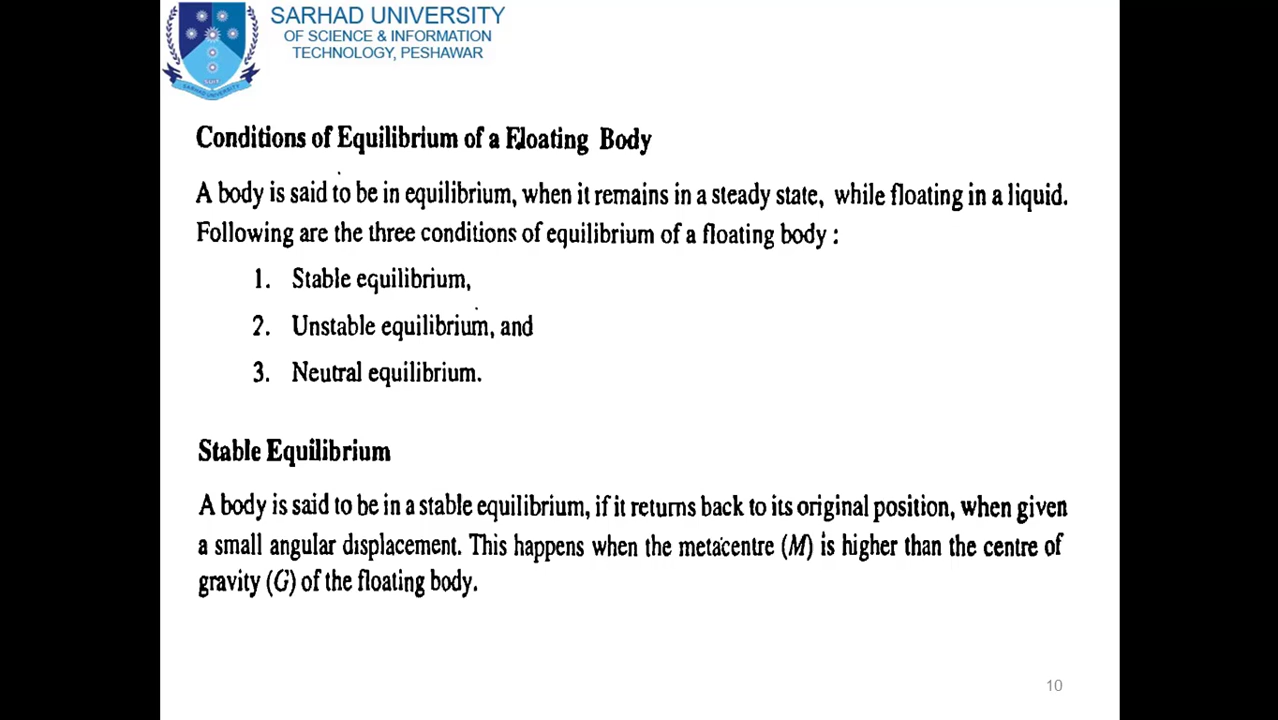 SARHAD UNIVERSITY
OF SCIENCE & INFORMATION
TECHNOLOGY, PESHAWAR
SUIT
SARHAD UNIVERSITY
Conditions of Equilibrium of a Floating Body
A body is said to be in equilibrium, when it remains in a steady state, while floating in a liquid.
Following are the three conditions of equilibrium of a floating body :
1. Stable equilibrium,
2. Unstable equilibrium, and
3. Neutral equilibrium.
Stable Equilibrium
A body is said to be in a stable equilibrium, if it returns back to its original position, when given
a small angular displacement. This happens when the metacentre (M) is higher than the centre of
gravity (G) of the floating body.
10